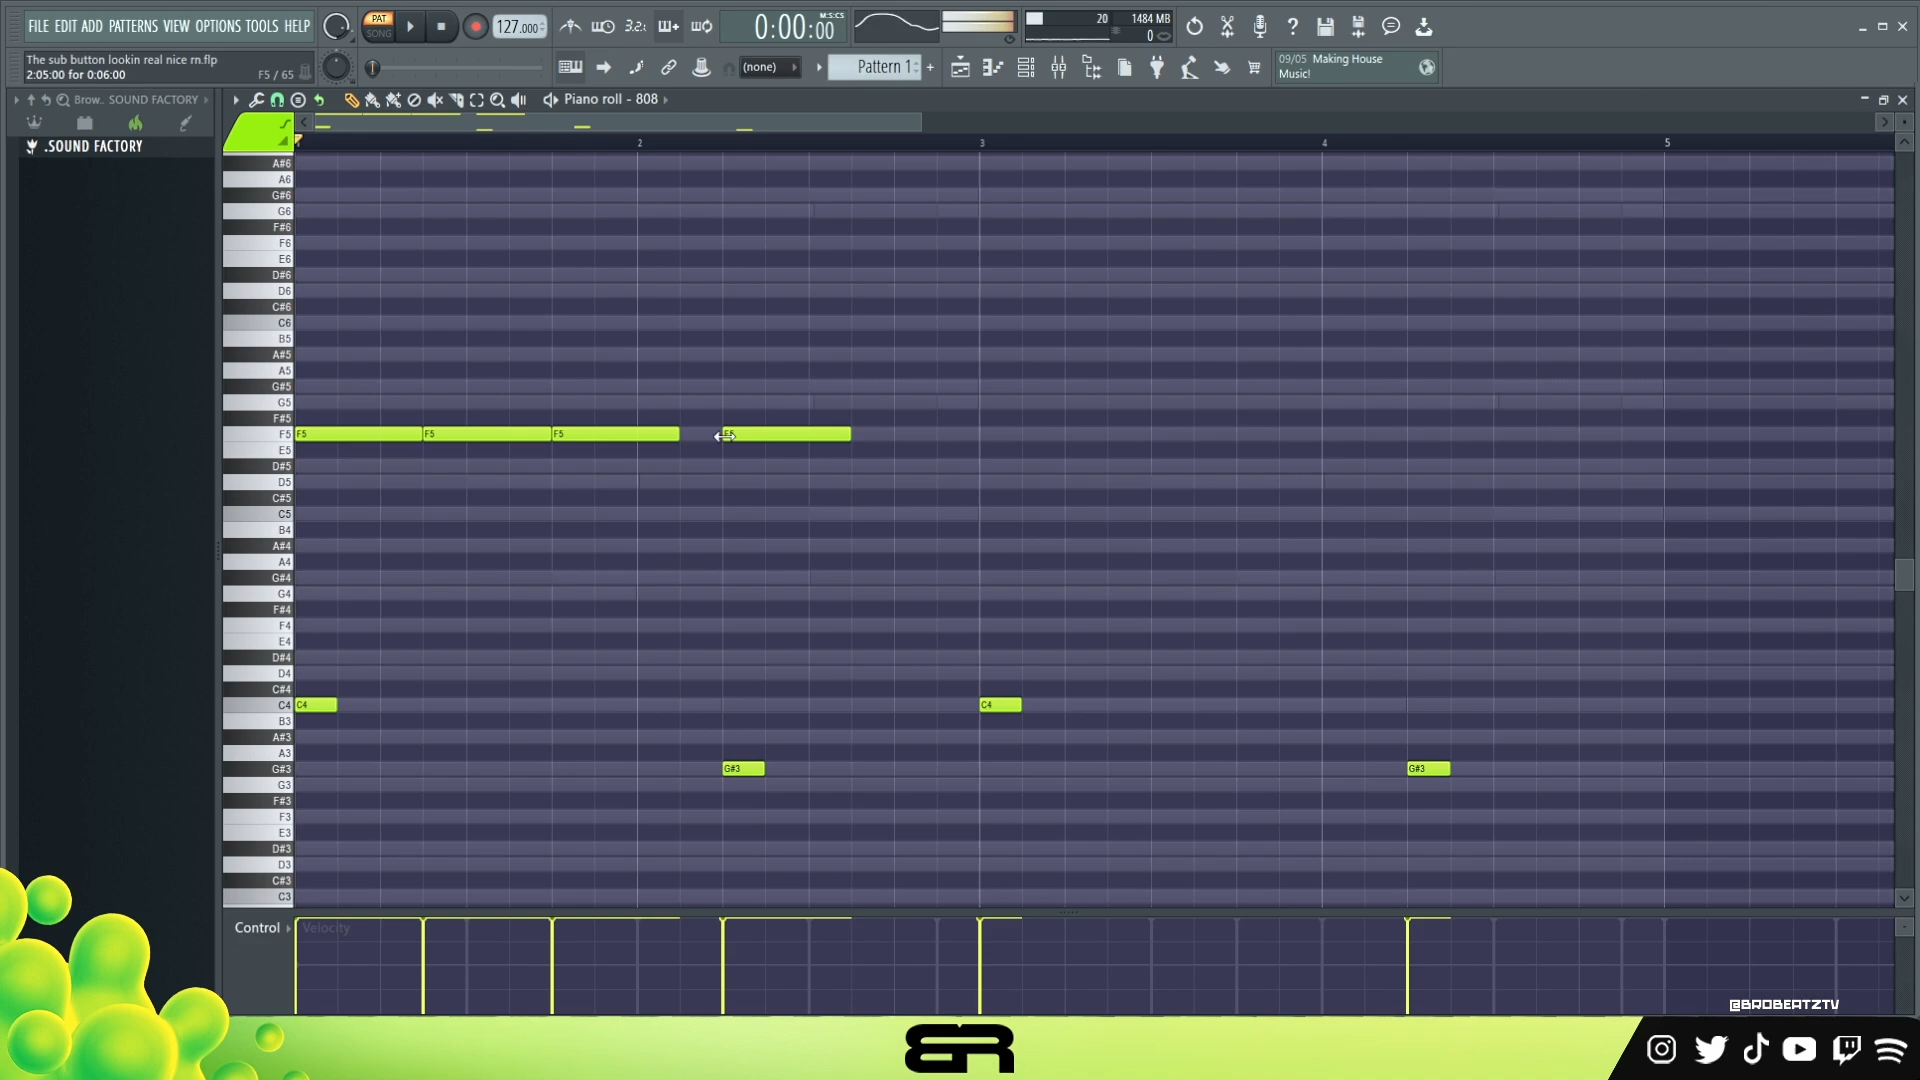 FILE EDIT ADD PATTERNS VIEW OPTIONS TOOLS HELP
PAT
SONG
127.000
3.2:
0:00:00
M:S:CS
20
1484 MB
0
The sub button lookin real nice rn.flp
2:05:00 for 0:06:00
F5 / 65
(none)
Pattern 1
09/05 Making House
Music!
Brow.. SOUND FACTORY
Piano roll - 808
.SOUND FACTORY
2
3
4
5
A#6
A6
G#6
G6
F#6
F6
E6
D#6
D6
C#6
C6
B5
A#5
A5
G#5
G5
F#5
F5 F5 F5 F5
E5
D#5
D5
C#5
C5
B4
A#4
A4
G#4
G4
F#4
F4
E4
D#4
D4
C#4
C4 C4 C4
B3
A#3
A3
G#3 G#3 G#3
G3
F#3
F3
E3
D#3
D3
C#3
C3
Control
Velocity
@BROBEATZTV
BR